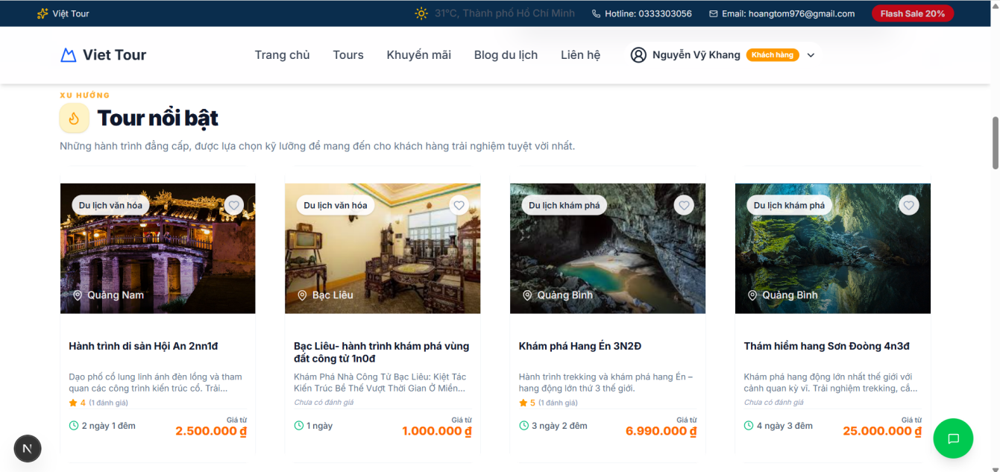 Việt Tour
31°C, Thành phố Hồ Chí Minh
Hotline: 0333303056
Email: hoangtom976@gmail.com
Flash Sale 20%
Viet Tour
Trang chủ
Tours
Khuyến mãi
Blog du lịch
Liên hệ
Nguyễn Vỹ Khang
Khách hàng
XU HƯỚNG
Tour nổi bật
Những hành trình đẳng cấp, được lựa chọn kỹ lưỡng để mang đến cho khách hàng trải nghiệm tuyệt vời nhất.
Du lịch văn hóa
Quảng Nam
Hành trình di sản Hội An 2nn1đ
Dạo phố cổ lung linh ánh đèn lồng và tham
quan các công trình kiến trúc cổ. Trải...
4 (1 đánh giá)
2 ngày 1 đêm
Giá từ
2.500.000 ₫
Du lịch văn hóa
Bạc Liêu
Bạc Liêu- hành trình khám phá vùng
đất công tử 1n0đ
Khám Phá Nhà Công Tử Bạc Liêu: Kiệt Tác
Kiến Trúc Bề Thế Vượt Thời Gian Ở Miền...
Chưa có đánh giá
1 ngày
Giá từ
1.000.000 ₫
Du lịch khám phá
Quảng Bình
Khám phá Hang Én 3N2Đ
Hành trình trekking và khám phá hang Én –
hang động lớn thứ 3 thế giới.
5 (1 đánh giá)
3 ngày 2 đêm
Giá từ
6.990.000 ₫
Du lịch khám phá
Quảng Bình
Thám hiểm hang Sơn Đoòng 4n3đ
Khám phá hang động lớn nhất thế giới với
cảnh quan kỳ vĩ. Trải nghiệm trekking, cắ...
Chưa có đánh giá
4 ngày 3 đêm
Giá từ
25.000.000 ₫
N